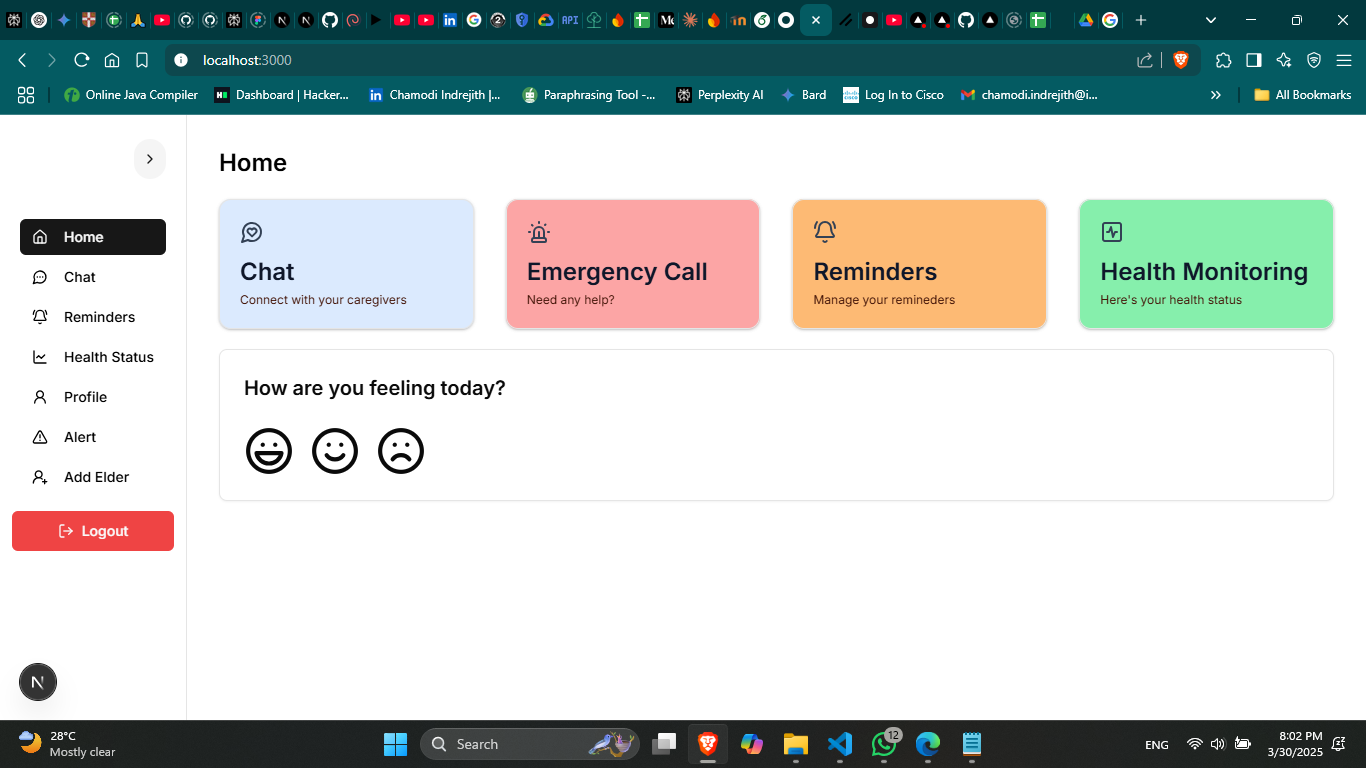 localhost:3000
Online Java Compiler
Dashboard | Hacker...
Chamodi Indrejith |...
Paraphrasing Tool -...
Perplexity AI
Bard
Log In to Cisco
chamodi.indrejith@i...
All Bookmarks
Home
Home
Chat
Reminders
Health Status
Profile
Alert
Add Elder
Logout
Chat
Connect with your caregivers
Emergency Call
Need any help?
Reminders
Manage your remineders
Health Monitoring
Here's your health status
How are you feeling today?
N
28°C
Mostly clear
Search
12
ENG
8:02 PM
3/30/2025